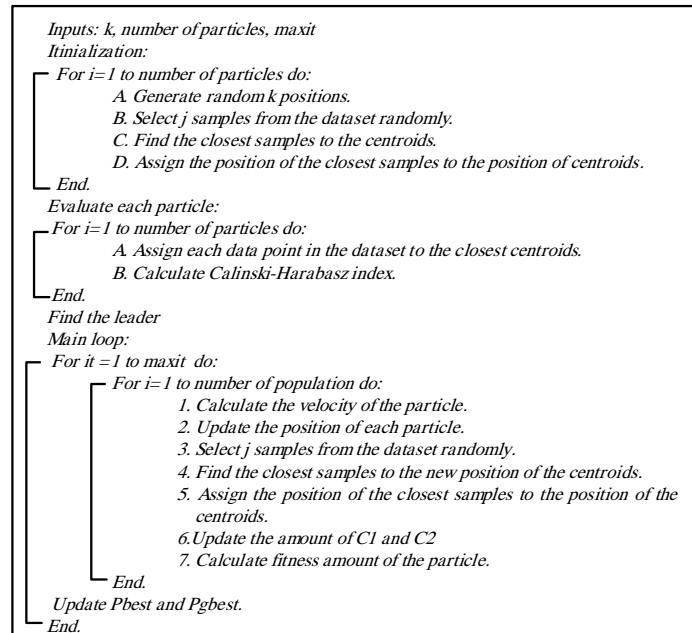 Inputs: k, number of particles, maxit
Itinialization:
For i=1 to number of particles do:
A. Generate random k positions.
B. Select j samples from the dataset randomly.
C. Find the closest samples to the centroids.
D. Assign the position of the closest samples to the position of centroids.
End.
Evaluate each particle:
For i=1 to number of particles do:
A. Assign each data point in the dataset to the closest centroids.
B. Calculate Calinski-Harabasz index.
End.
Find the leader
Main loop:
For it =1 to maxit do:
For i=1 to number of population do:
1. Calculate the velocity of the particle.
2. Update the position of each particle.
3. Select j samples from the dataset randomly.
4. Find the closest samples to the new position of the centroids.
5. Assign the position of the closest samples to the position of the
centroids.
6.Update the amount of C1 and C2
7. Calculate fitness amount of the particle.
End.
Update Pbest and Pgbest.
End.